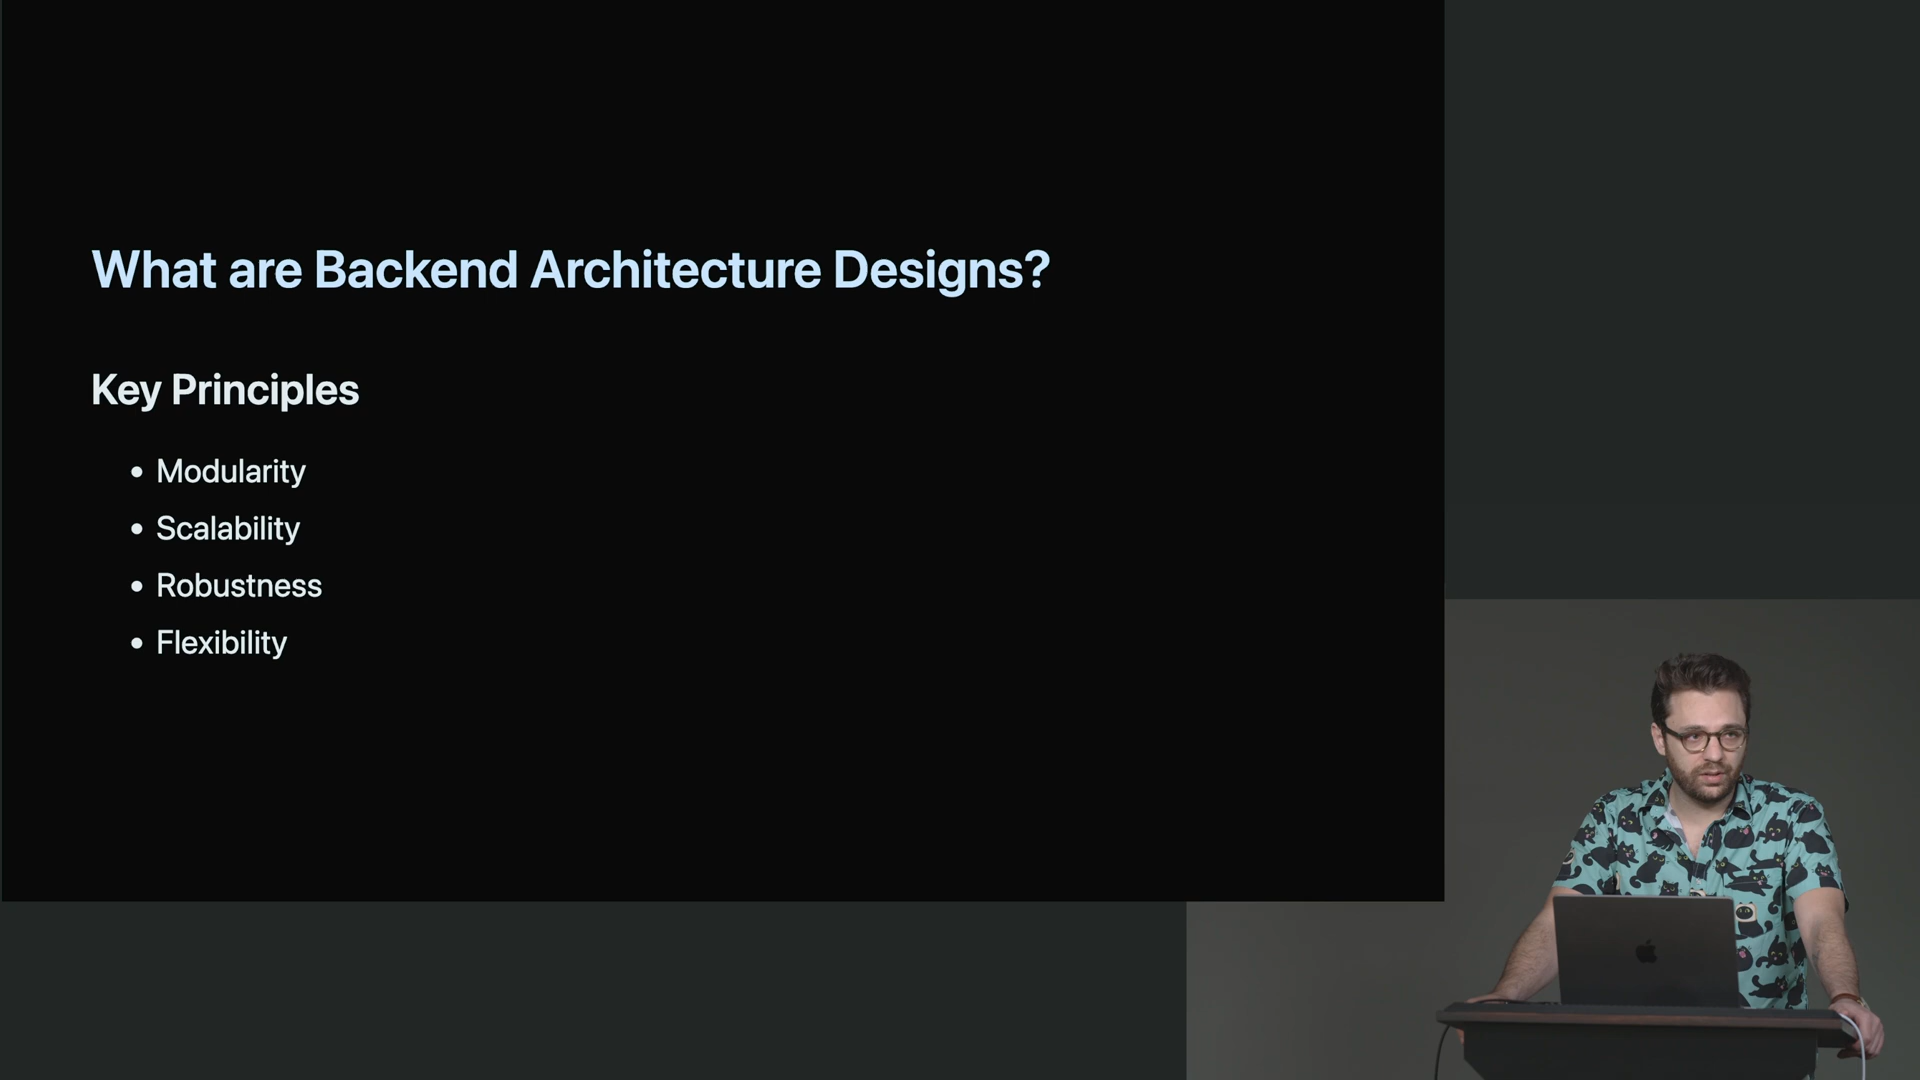 What are Backend Architecture Designs?
Key Principles
• Modularity
• Scalability
• Robustness
• Flexibility